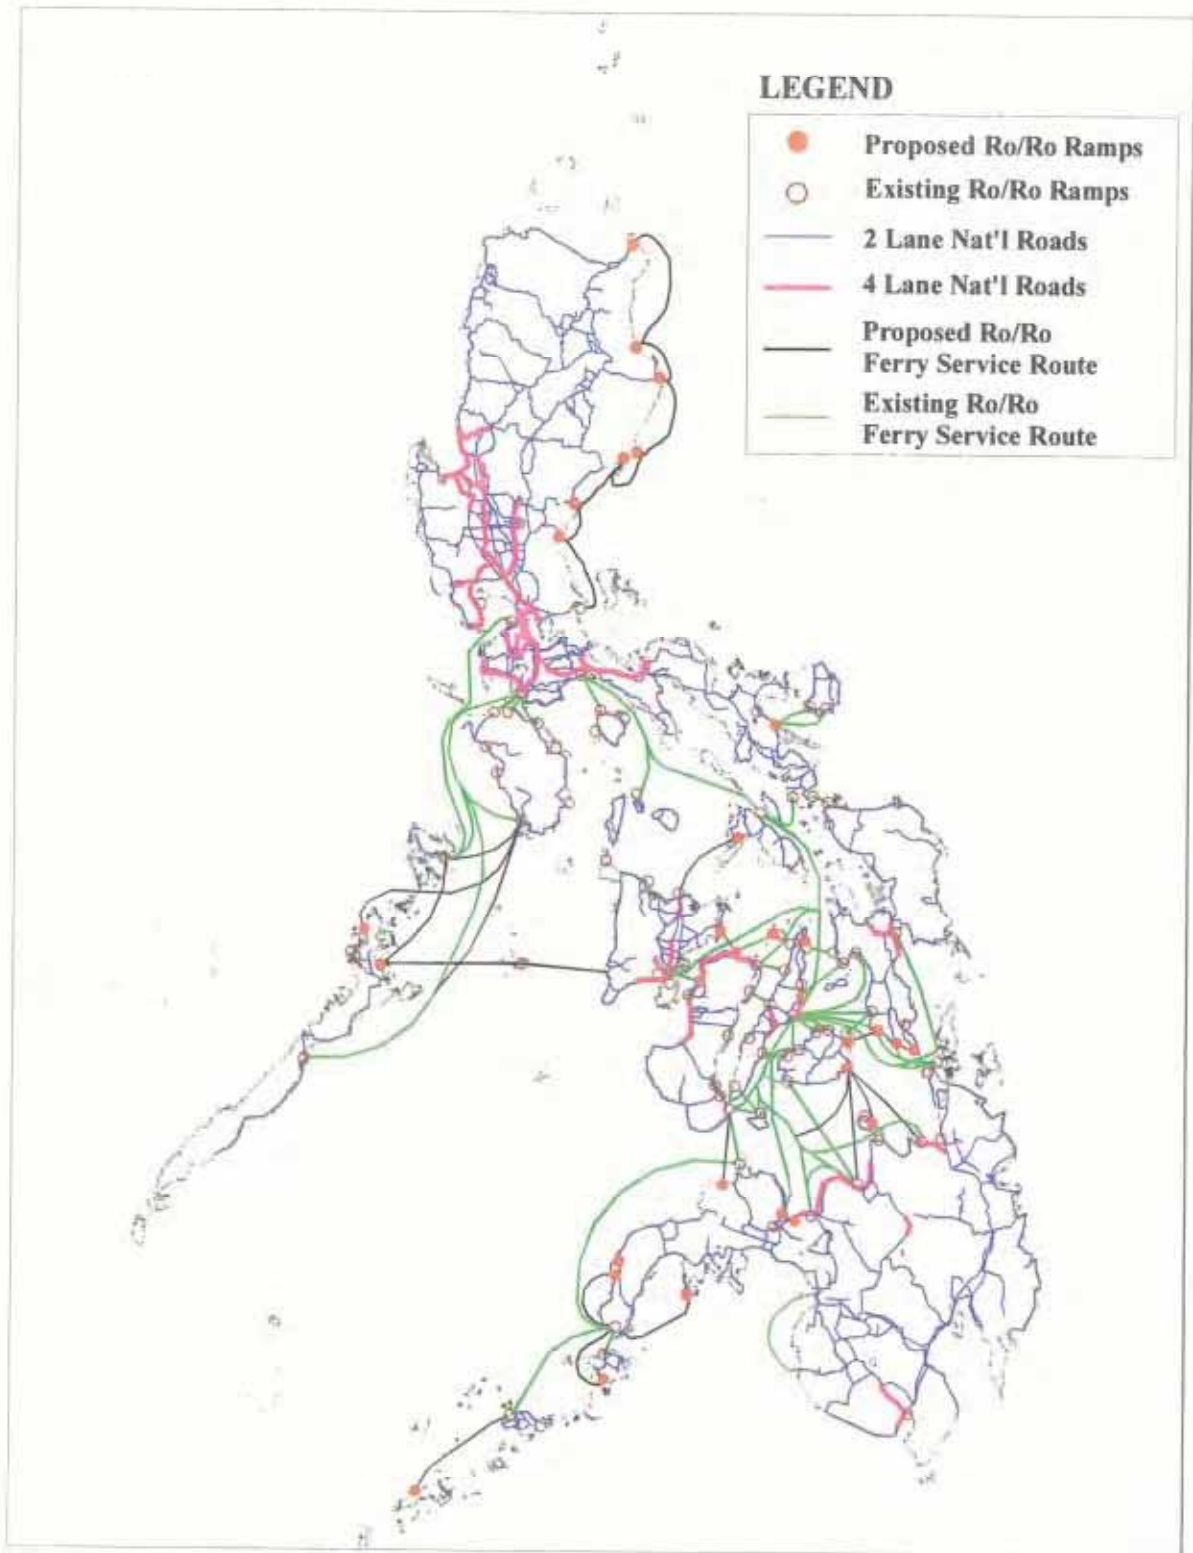 LEGEND
Proposed Ro/Ro Ramps
Existing Ro/Ro Ramps
2 Lane Nat'l Roads
4 Lane Nat'l Roads
Proposed Ro/Ro
Ferry Service Route
Existing Ro/Ro
Ferry Service Route